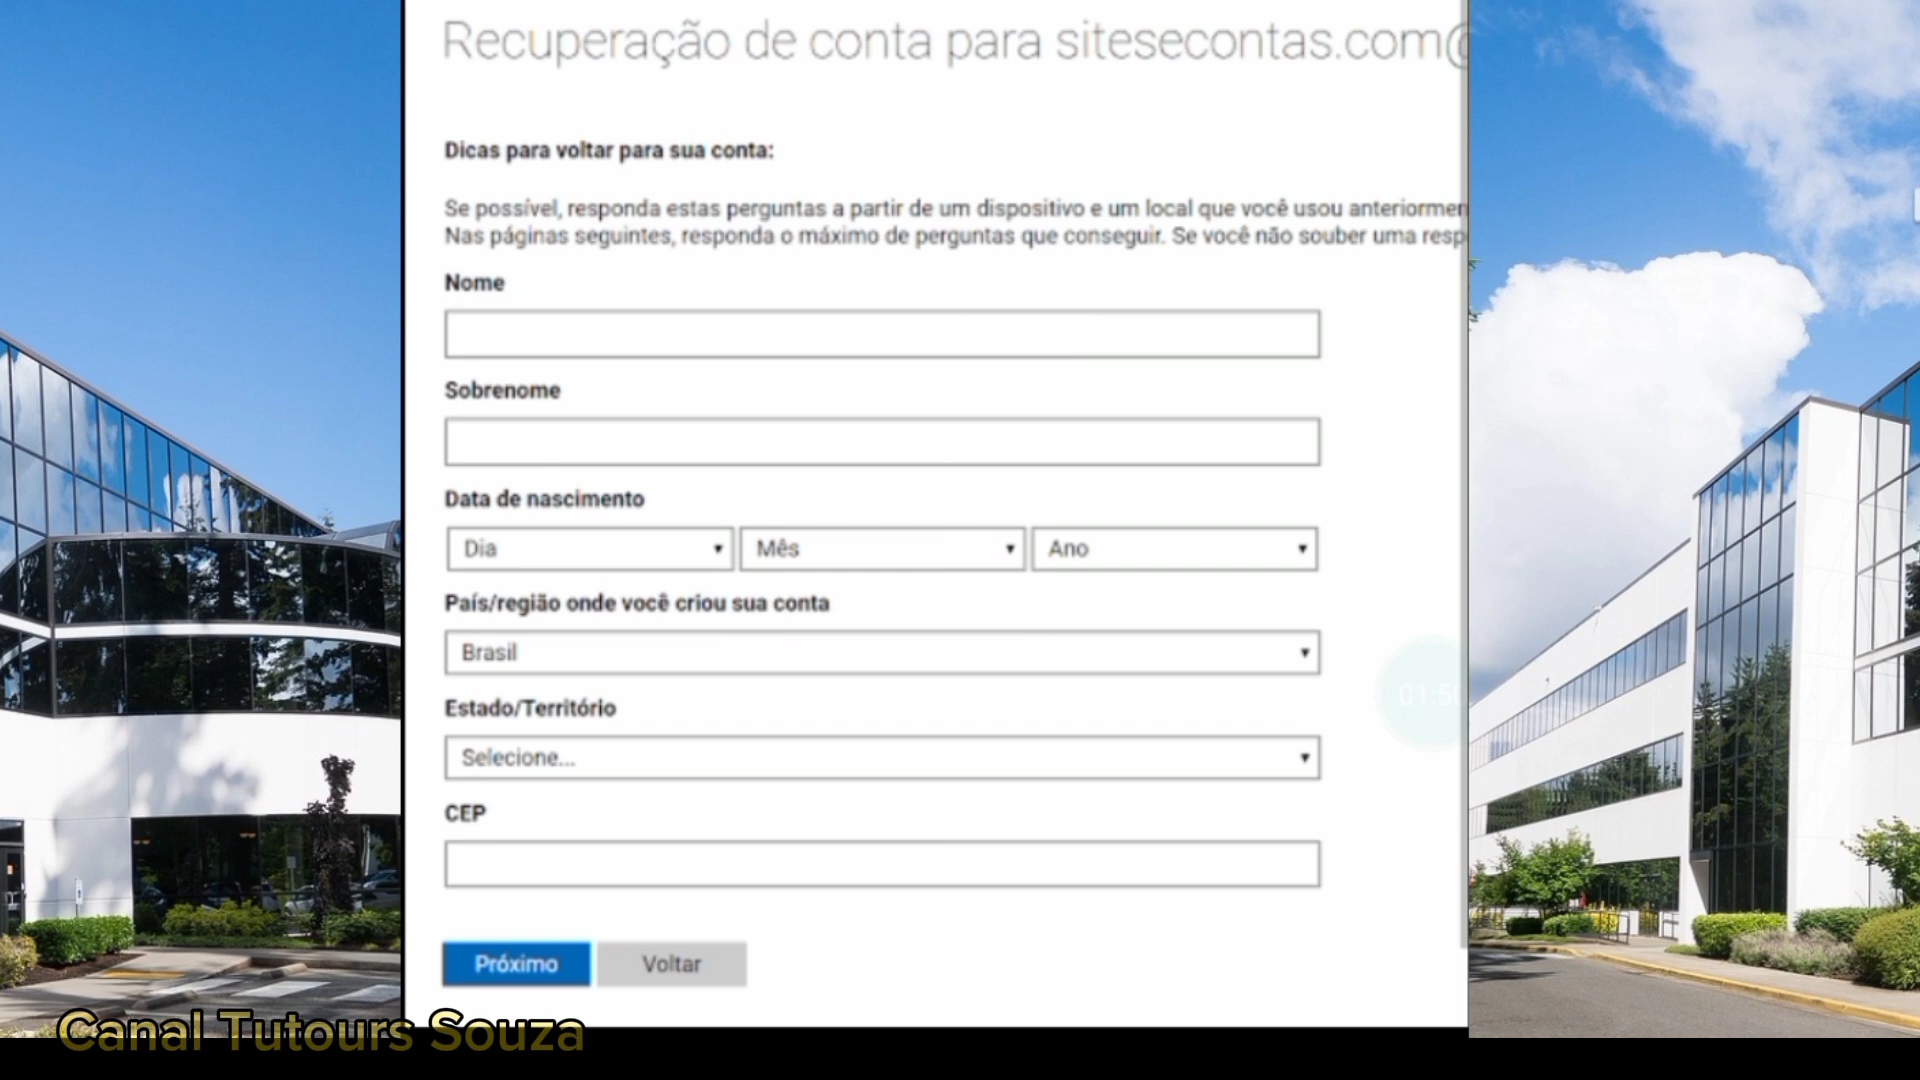 Recuperação de conta para sitesecontas.com@
Dicas para voltar para sua conta:
Se possível, responda estas perguntas a partir de um dispositivo e um local que você usou anteriormen
Nas páginas seguintes, responda o máximo de perguntas que conseguir. Se você não souber uma resp
Nome
Sobrenome
Data de nascimento
Dia Mês Ano
País/região onde você criou sua conta
Brasil
Estado/Território
Selecione...
CEP
Próximo Voltar
Canal Tutours Souza